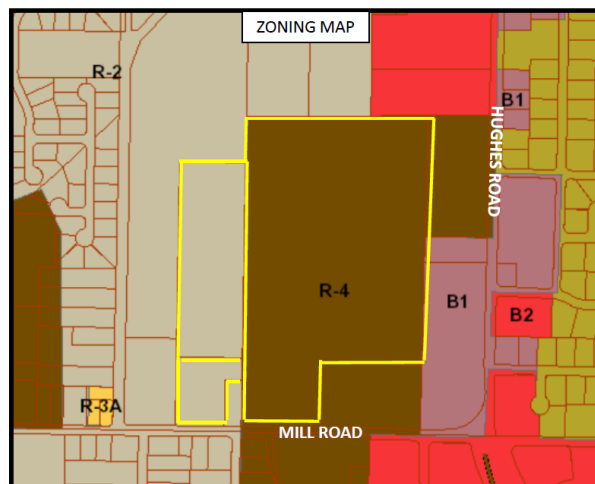 ZONING MAP
R-2
B1
HUGHES ROAD
R-4
B1
B2
R-3A
MILL ROAD